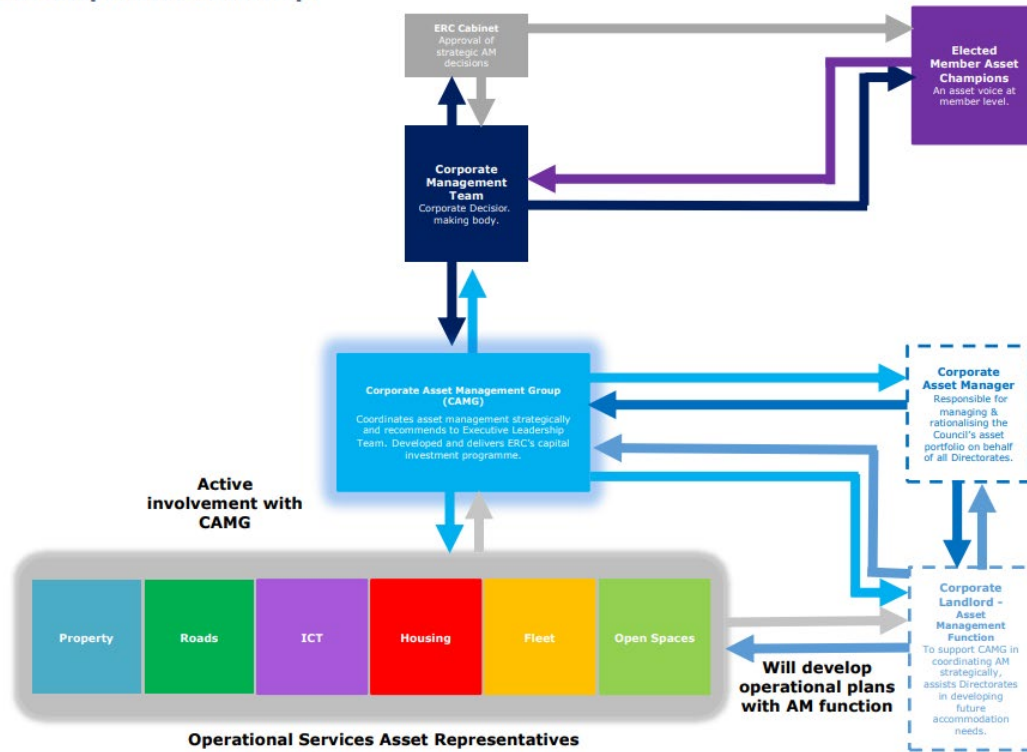 ERC Cabinet
Approval of
strategic AM
decisions
Elected
Member Asset
Champions
An asset voice at
member level.
Corporate
Management
Team
Corporate Decision
making body.
Corporate Asset Management Group
(CAMG)
Coordinates asset management strategically
and recommends to Executive Leadership
Team. Developed and delivers ERC's capital
investment programme.
Corporate
Asset Manager
Responsible for
managing &
rationalising the
Council's asset
portfolio on behalf
of all Directorates.
Active
involvement with
CAMG
Property
Roads
ICT
Housing
Fleet
Open Spaces
Corporate
Landlord -
Asset
Management
Function
To support CAMG in
coordinating AM
strategically,
assists Directorates
in developing
future
accommodation
needs.
Will develop
operational plans
with AM function
Operational Services Asset Representatives